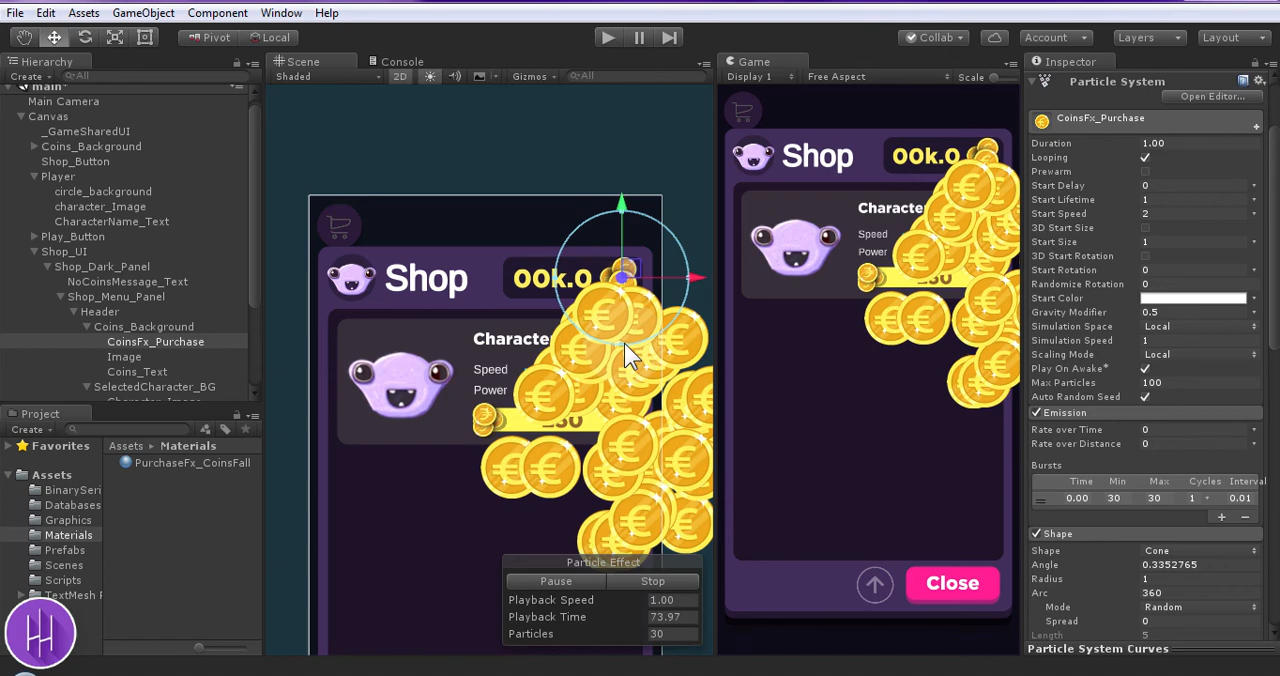 File Edit Assets GameObject Component Window Help
Pivot Local Collab Account Layers Layout
Hierarchy
Create All
main*
Main Camera
Canvas
_GameSharedUI
Coins_Background
Shop_Button
Player
circle_background
character_Image
CharacterName_Text
Play_Button
Shop_UI
Shop_Dark_Panel
NoCoinsMessage_Text
Shop_Menu_Panel
Header
Coins_Background
CoinsFx_Purchase
Image
Coins_Text
SelectedCharacter_BG
Project
Create
Favorites
Assets
BinarySeri
Databases
Graphics
Materials
Prefabs
Scenes
Scripts
TextMesh P
Assets Materials
PurchaseFx_CoinsFall
Scene Console
Shaded 2D Gizmos All
Shop 00k.0
Characte
Speed
Power
Particle Effect
Pause Stop
Playback Speed 1.00
Playback Time 73.97
Particles 30
Game
Display 1 Free Aspect Scale
Shop 00k.0
Characte
Speed
Power
Close
Inspector
Particle System
Open Editor...
CoinsFx_Purchase
Duration 1.00
Looping
Prewarm
Start Delay 0
Start Lifetime 1
Start Speed 2
3D Start Size
Start Size 1
3D Start Rotation
Start Rotation 0
Randomize Rotation 0
Start Color
Gravity Modifier 0.5
Simulation Space Local
Simulation Speed 1
Scaling Mode Local
Play On Awake*
Max Particles 100
Auto Random Seed
Emission
Rate over Time 0
Rate over Distance 0
Bursts
Time Min Max Cycles Interva
0.00 30 30 1 0.01
Shape
Shape Cone
Angle 0.3352765
Radius 1
Arc 360
Mode Random
Spread 0
Length 5
Particle System Curves